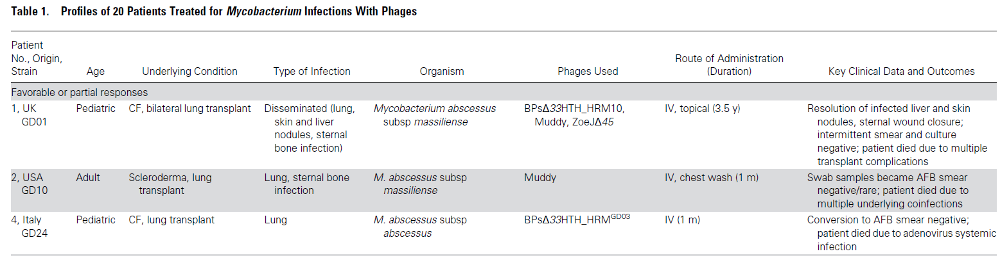 Table 1. Profiles of 20 Patients Treated for Mycobacterium Infections With Phages
Patient No., Origin, Strain Age Underlying Condition Type of Infection Organism Phages Used Route of Administration (Duration) Key Clinical Data and Outcomes
Favorable or partial responses
1, UK Pediatric CF, bilateral lung transplant Disseminated (lung, Mycobacterium abscessus BPsΔ33HTH_HRM10, IV, topical (3.5 y) Resolution of infected liver and skin
GD01 skin and liver subsp massiliense Muddy, ZoeJΔ45 nodules, sternal wound closure;
nodules, sternal intermittent smear and culture
bone infection) negative; patient died due to multiple
transplant complications
2, USA Adult Scleroderma, lung Lung, sternal bone M. abscessus subsp Muddy IV, chest wash (1 m) Swab samples became AFB smear
GD10 transplant infection massiliense negative/rare; patient died due to
multiple underlying coinfections
4, Italy Pediatric CF, lung transplant Lung M. abscessus subsp BPsΔ33HTH_HRMGD03 IV (1 m) Conversion to AFB smear negative;
GD24 abscessus patient died due to adenovirus systemic
infection